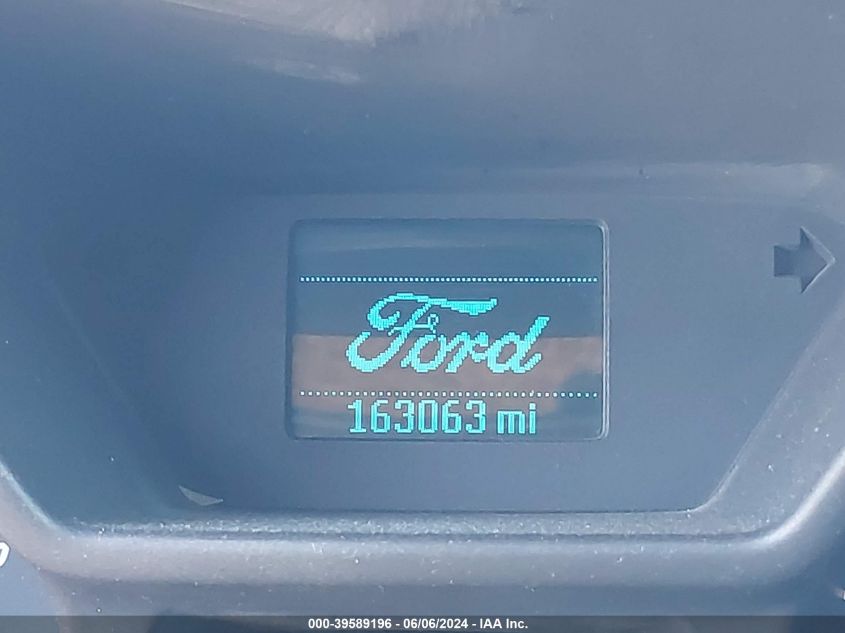 Ford
163063 mi
000-39589196 - 06/06/2024 - IAA Inc.